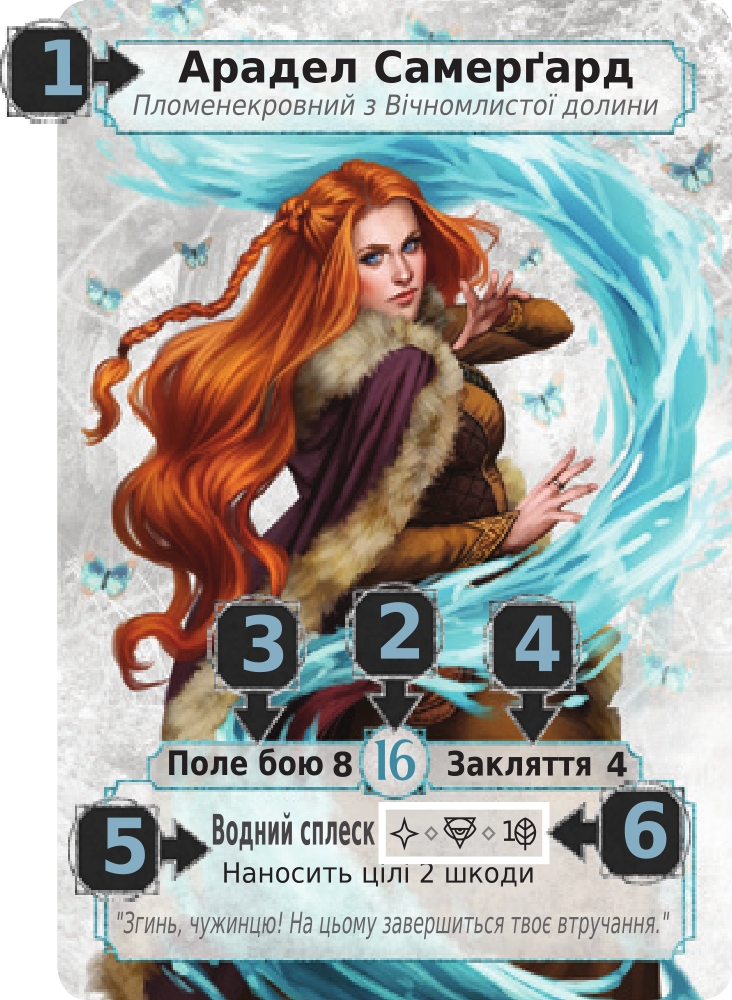 1
Арадел Самерґард
Пломенекровний з Вічномлистої долини
3 2 4
Поле бою 8 16 Закляття 4
5 Водний сплеск 1 6
Наносить цілі 2 шкоди
"Згинь, чужинцю! На цьому завершиться твоє втручання."